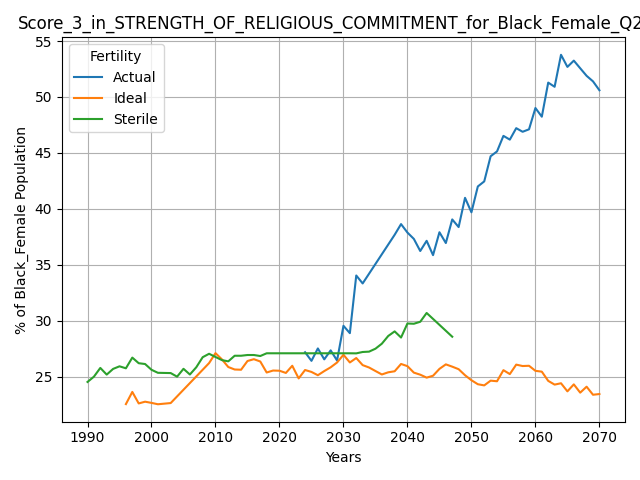 Score_3_in_STRENGTH_OF_RELIGIOUS_COMMITMENT_for_Black_Female_Q2
55
50
45
40
35
30
25
% of Black_Female Population
Fertility
Actual
Ideal
Sterile
1990 2000 2010 2020 2030 2040 2050 2060 2070
Years